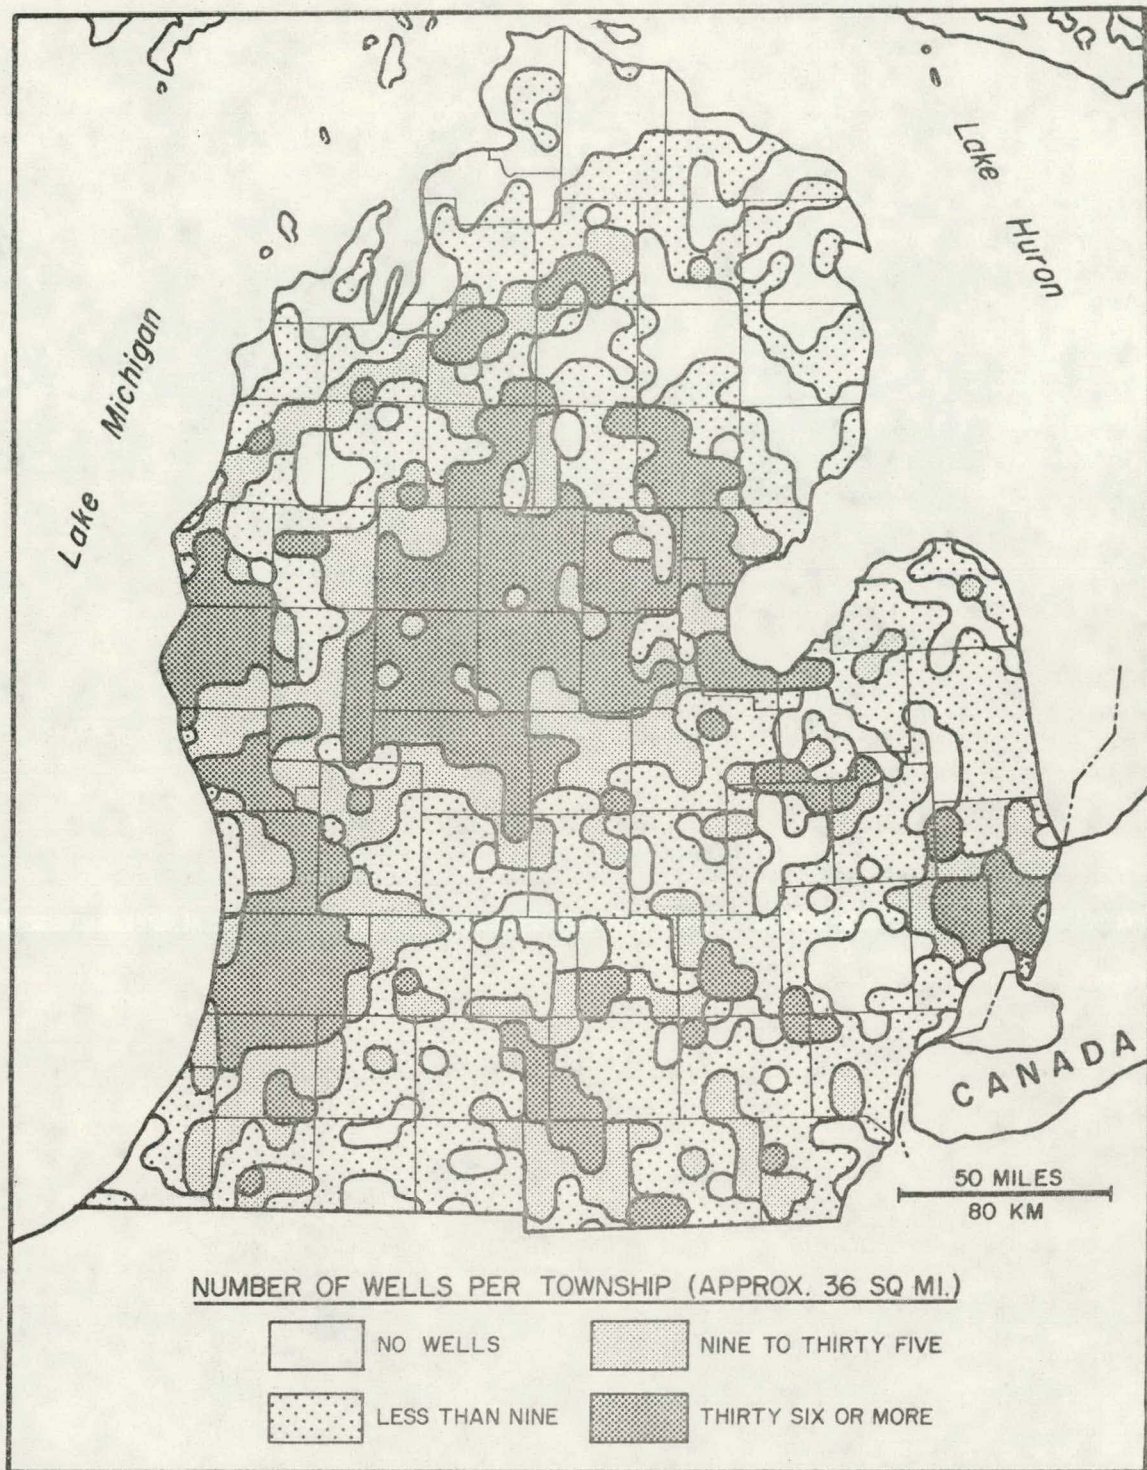 Lake
Huron
Lake Michigan
CANADA
50 MILES
80 KM
NUMBER OF WELLS PER TOWNSHIP (APPROX. 36 SQ MI.)
NO WELLS
NINE TO THIRTY FIVE
LESS THAN NINE
THIRTY SIX OR MORE